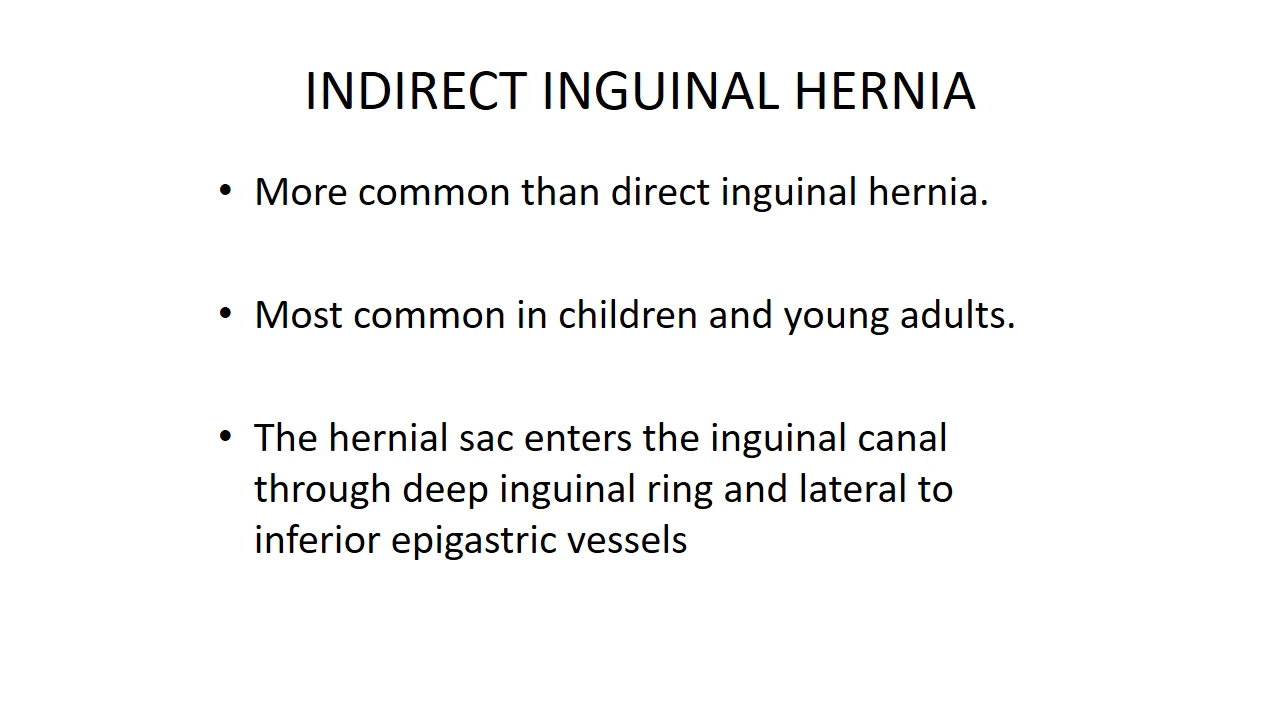 INDIRECT INGUINAL HERNIA
• More common than direct inguinal hernia.
• Most common in children and young adults.
• The hernial sac enters the inguinal canal
through deep inguinal ring and lateral to
inferior epigastric vessels